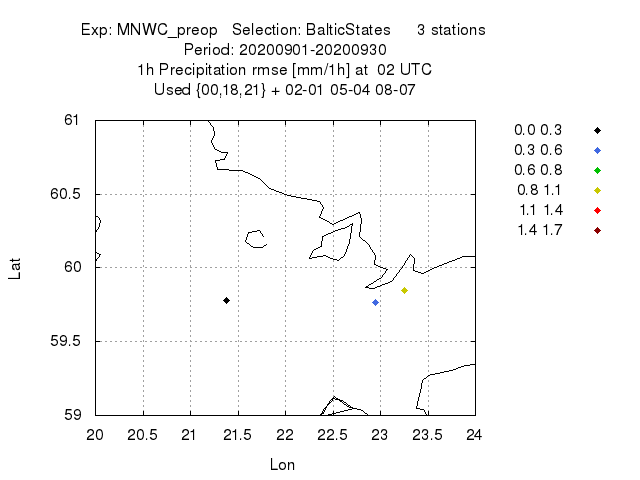 Exp: MNWC_preop Selection: BalticStates 3 stations
Period: 20200901-20200930
1h Precipitation rmse [mm/1h] at 02 UTC
Used {00,18,21} + 02-01 05-04 08-07
61
60.5
60
59.5
59
Lat
20 20.5 21 21.5 22 22.5 23 23.5 24
Lon
0.0 0.3
0.3 0.6
0.6 0.8
0.8 1.1
1.1 1.4
1.4 1.7